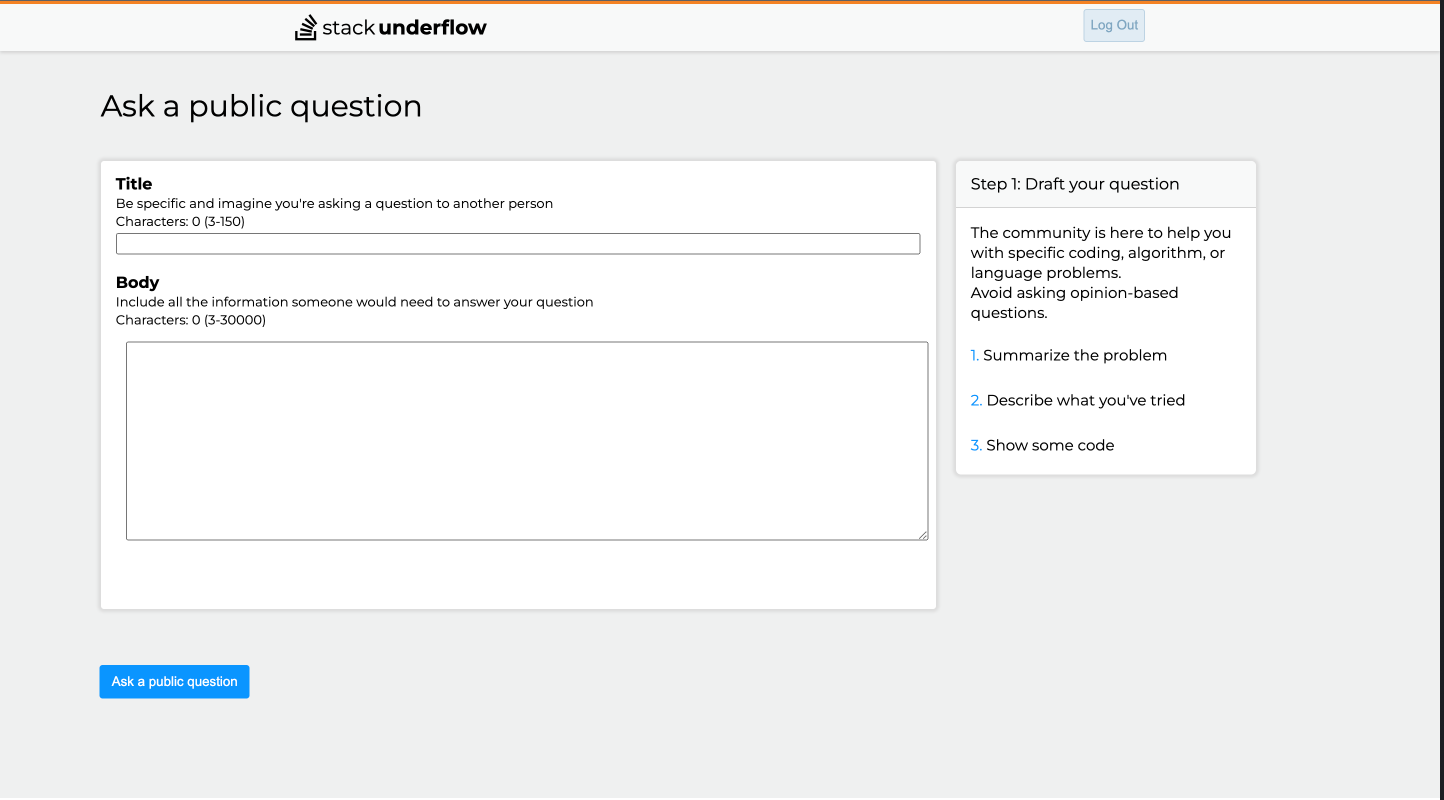 stack underflow
Log Out
Ask a public question
Title
Be specific and imagine you're asking a question to another person
Characters: 0 (3-150)
Body
Include all the information someone would need to answer your question
Characters: 0 (3-30000)
Ask a public question
Step 1: Draft your question
The community is here to help you
with specific coding, algorithm, or
language problems.
Avoid asking opinion-based
questions.
1. Summarize the problem
2. Describe what you've tried
3. Show some code